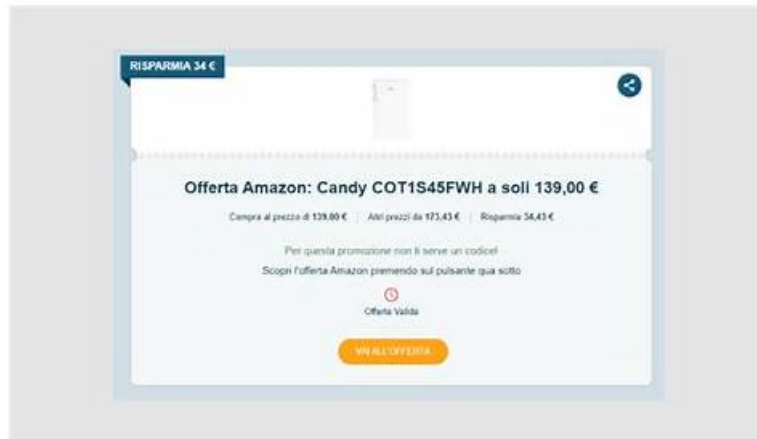 RISPARMIA 34 €
Offerta Amazon: Candy COT1S45FWH a soli 139,00 €
Compra al prezzo di 139,00 € | Altri prezzi da 173,43 € | Risparmia 34,43 €
Per questa promozione non ti serve un codice!
Scopri l'offerta Amazon premendo sul pulsante qua sotto
Offerta Valida
VAI ALL'OFFERTA